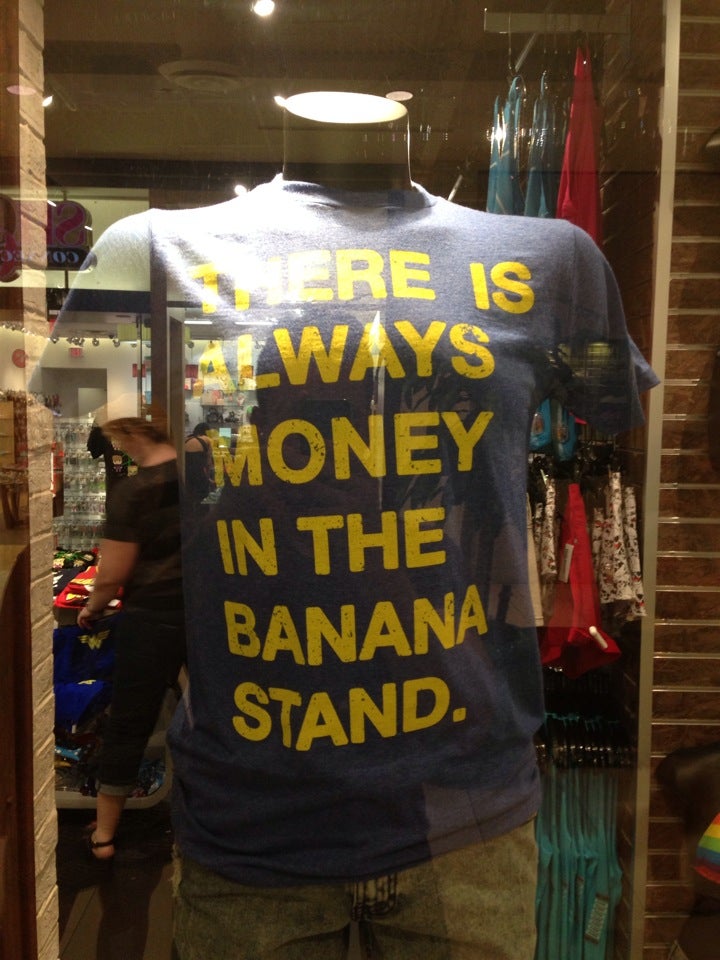 THERE IS
ALWAYS
MONEY
IN THE
BANANA
STAND.